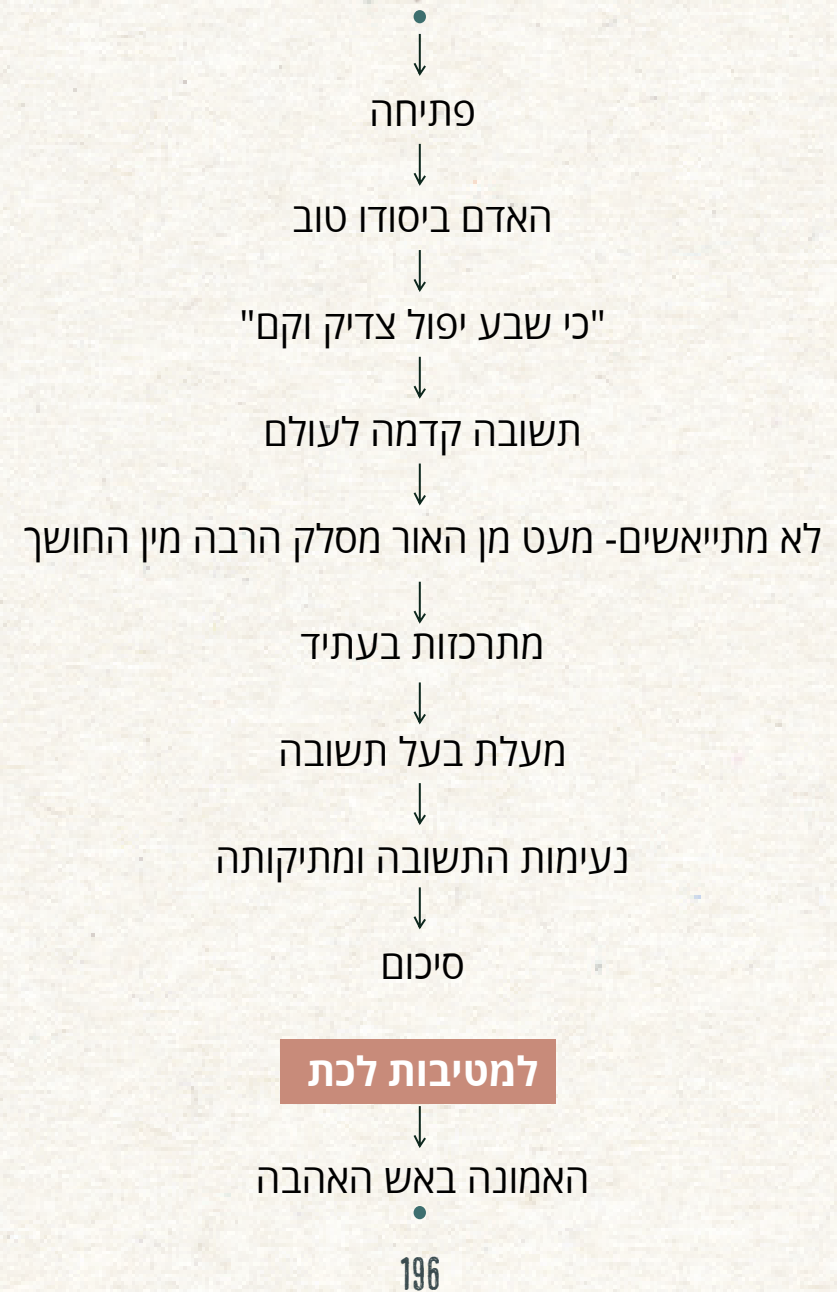 פתיחה
האדם ביסודו טוב
"כי שבע יפול צדיק וקם"
תשובה קדמה לעולם
לא מתייאשים- מעט מן האור מסלק הרבה מין החושך
מתרכזות בעתיד
מעלת בעל תשובה
נעימות התשובה ומתיקותה
סיכום
למטיבות לכת
האמונה באש האהבה
196